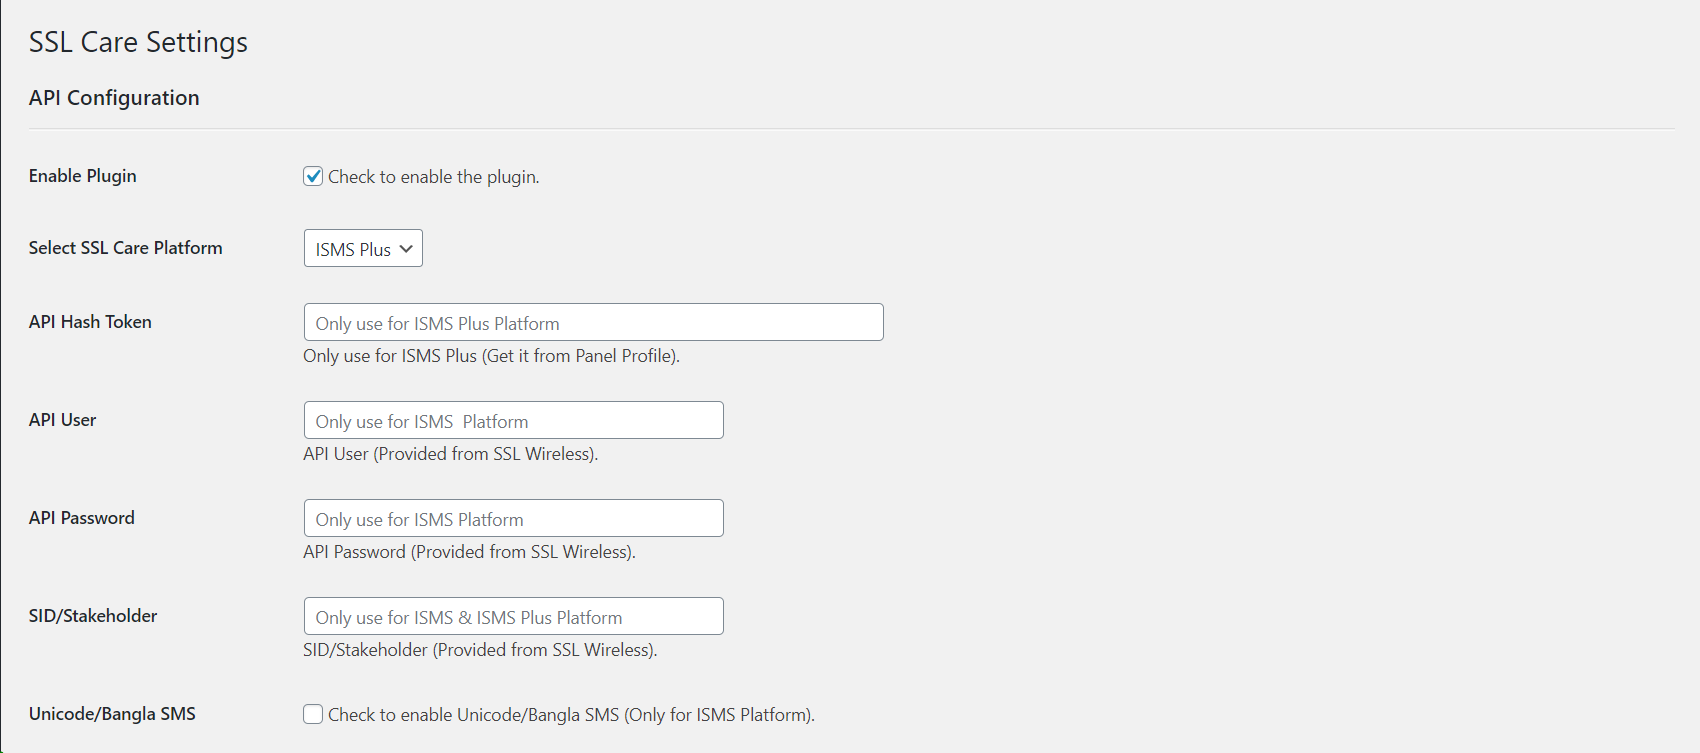 SSL Care Settings
API Configuration
Enable Plugin
Check to enable the plugin.
Select SSL Care Platform
ISMS Plus
API Hash Token
Only use for ISMS Plus Platform
Only use for ISMS Plus (Get it from Panel Profile).
API User
Only use for ISMS  Platform
API User (Provided from SSL Wireless).
API Password
Only use for ISMS Platform
API Password (Provided from SSL Wireless).
SID/Stakeholder
Only use for ISMS & ISMS Plus Platform
SID/Stakeholder (Provided from SSL Wireless).
Unicode/Bangla SMS
Check to enable Unicode/Bangla SMS (Only for ISMS Platform).